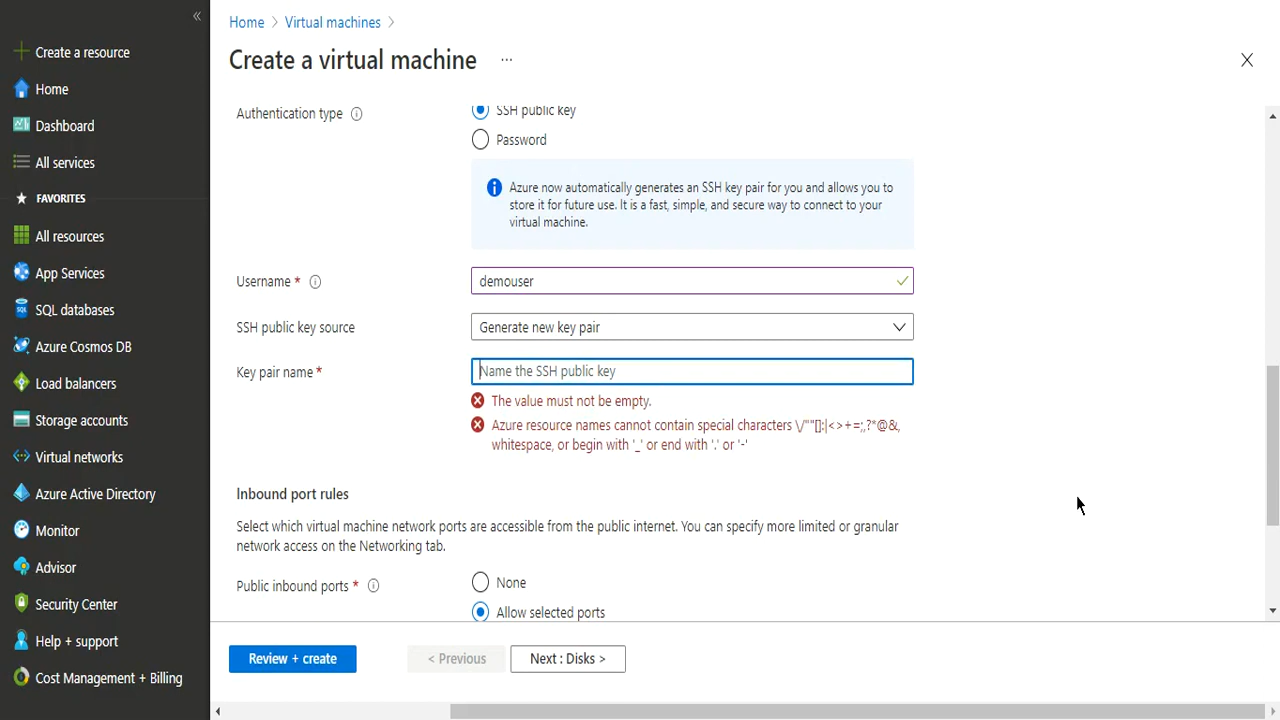 «
Create a resource
Home
Dashboard
All services
FAVORITES
All resources
App Services
SQL databases
Azure Cosmos DB
Load balancers
Storage accounts
Virtual networks
Azure Active Directory
Monitor
Advisor
Security Center
Help + support
Cost Management + Billing
Home > Virtual machines >
Create a virtual machine ...
Authentication type
SSH public key
Password
Azure now automatically generates an SSH key pair for you and allows you to
store it for future use. It is a fast, simple, and secure way to connect to your
virtual machine.
Username *
demouser
SSH public key source
Generate new key pair
Key pair name *
Name the SSH public key
The value must not be empty.
Azure resource names cannot contain special characters \/""[]:|<>+=;,?*@&,
whitespace, or begin with '_' or end with '.' or '-'
Inbound port rules
Select which virtual machine network ports are accessible from the public internet. You can specify more limited or granular
network access on the Networking tab.
Public inbound ports *
None
Allow selected ports
Review + create
< Previous
Next : Disks >